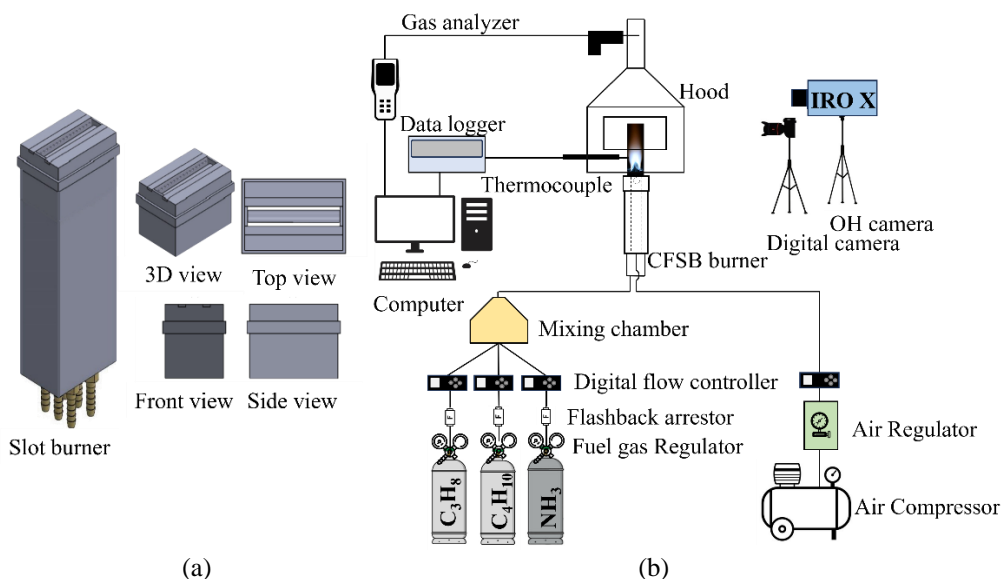 Gas analyzer
Hood
IRO X
Data logger
Thermocouple
OH camera
Digital camera
3D view
Top view
CFSB burner
Computer
Mixing chamber
Digital flow controller
Front view
Side view
Flashback arrestor
F
F
F
Slot burner
Fuel gas Regulator
Air Regulator
C₃H₈
C₄H₁₀
NH₃
Air Compressor
(a)
(b)